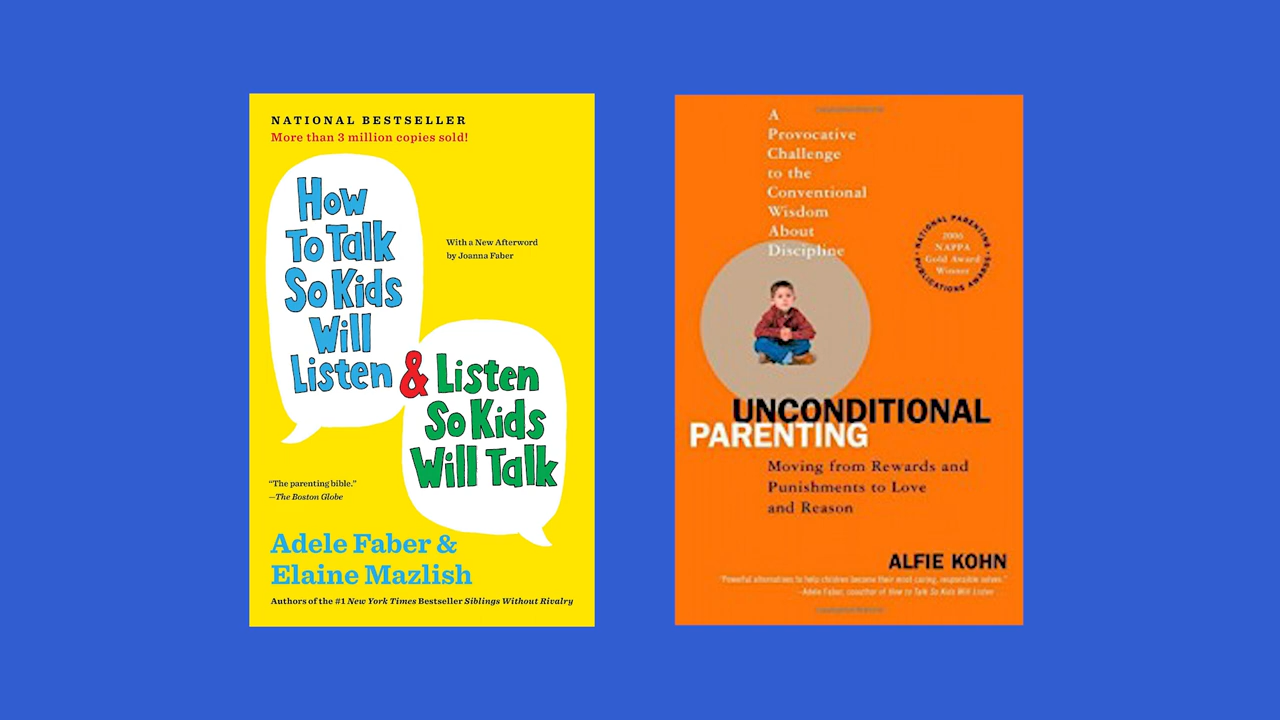 NATIONAL BESTSELLER
More than 3 million copies sold!
How
To Talk
So Kids
Will
Listen
&
Listen
So Kids
Will Talk
With a New Afterword
by Joanna Faber
“The parenting bible.”
—The Boston Globe
Adele Faber &
Elaine Mazlish
Authors of the #1 New York Times Bestseller Siblings Without Rivalry
A
Provocative
Challenge
to the
Conventional
Wisdom
About
Discipline
NATIONAL PARENTING
2006
NAPPA
Gold Award
Winner
PUBLICATIONS AWARDS
UNCONDITIONAL
PARENTING
Moving from Rewards and
Punishments to Love
and Reason
ALFIE KOHN
"Powerful alternatives to help children become their most caring, responsible selves."
—Adele Faber, coauthor of How to Talk So Kids Will Listen